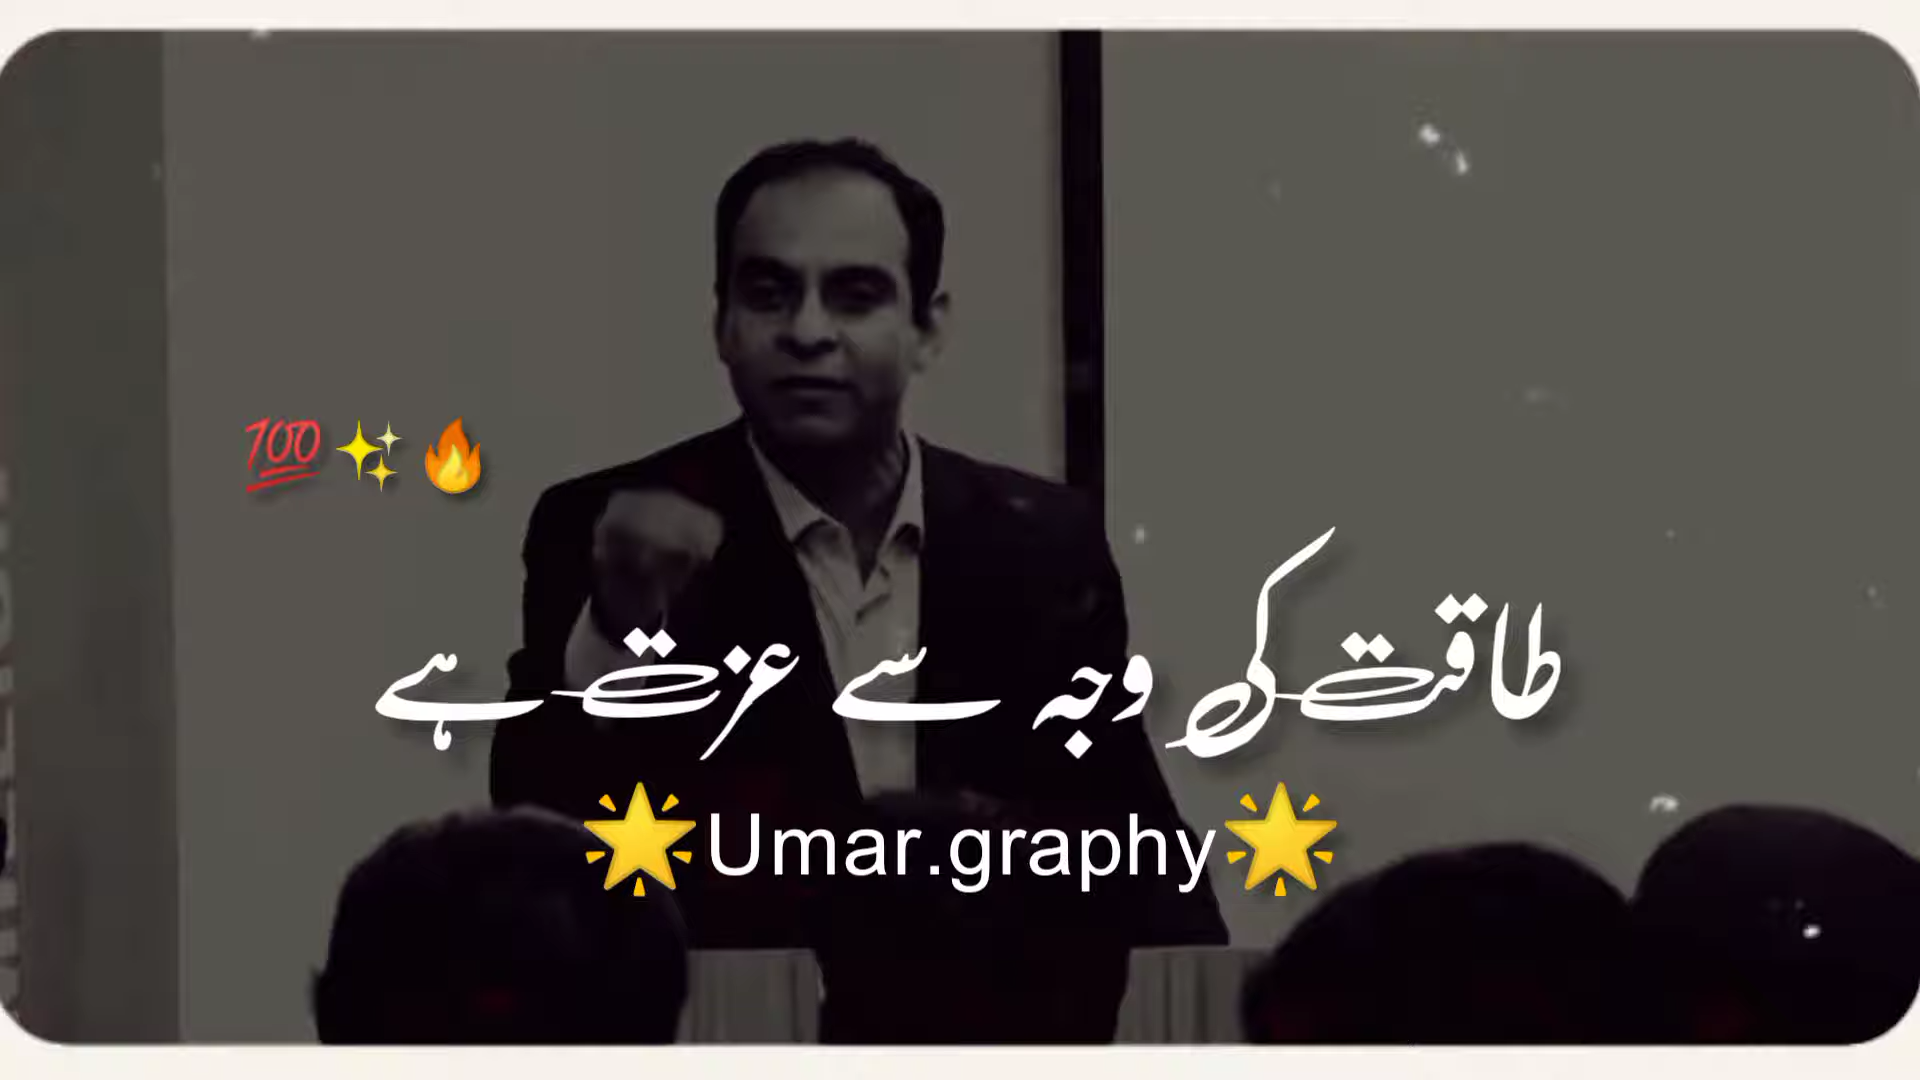 💯✨🔥
طاقت کی وجہ سے عزت ہے
🌟Umar.graphy🌟